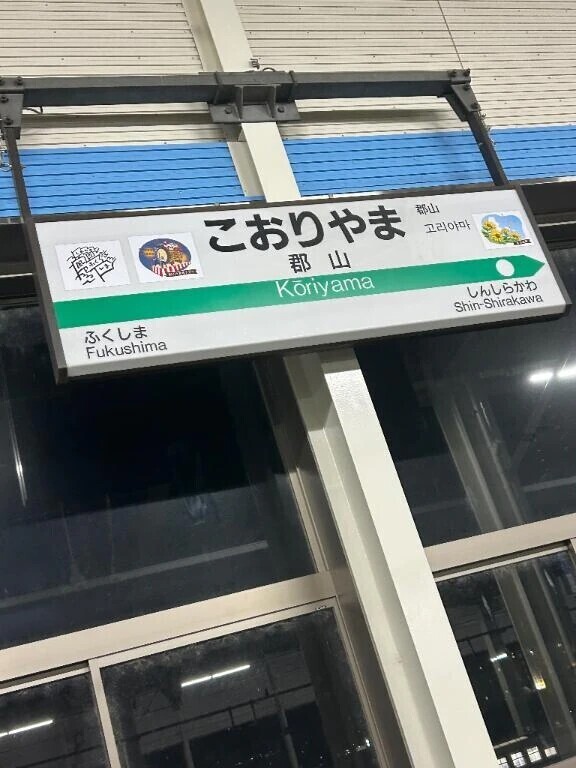 こおりやま
郡山
고리야마
郡山
Kōriyama
ふくしま
Fukushima
しんしらかわ
Shin-Shirakawa